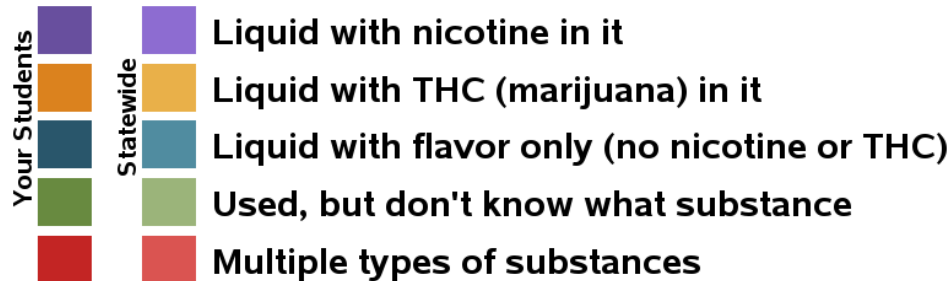 Your Students
Statewide
Liquid with nicotine in it
Liquid with THC (marijuana) in it
Liquid with flavor only (no nicotine or THC)
Used, but don't know what substance
Multiple types of substances